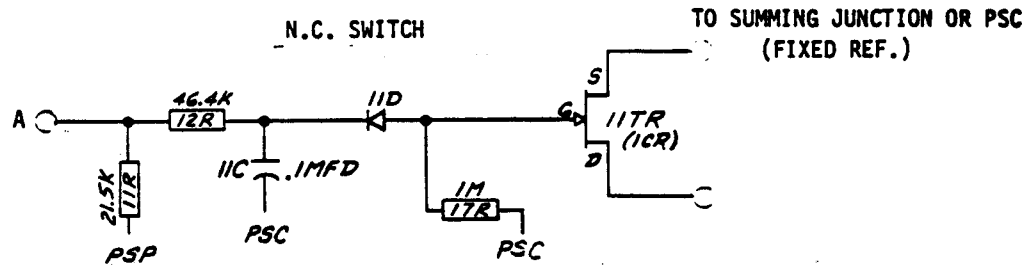 N.C. SWITCH
TO SUMMING JUNCTION OR PSC
(FIXED REF.)
A
46.4K
12R
11D
G
S
11TR
(1CR)
D
21.5K
11R
11C
.1MFD
1M
17R
PSP
PSC
PSC